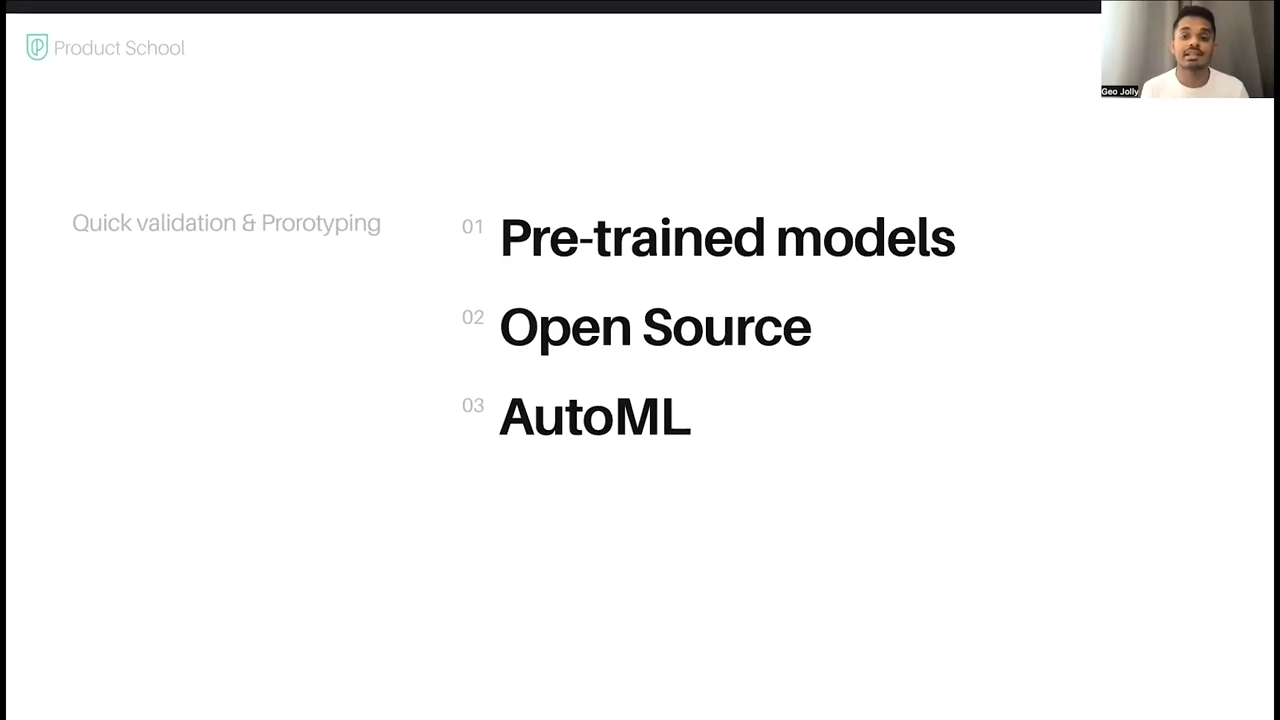 Product School
Geo Jolly
Quick validation & Prorotyping
01 Pre-trained models
02 Open Source
03 AutoML